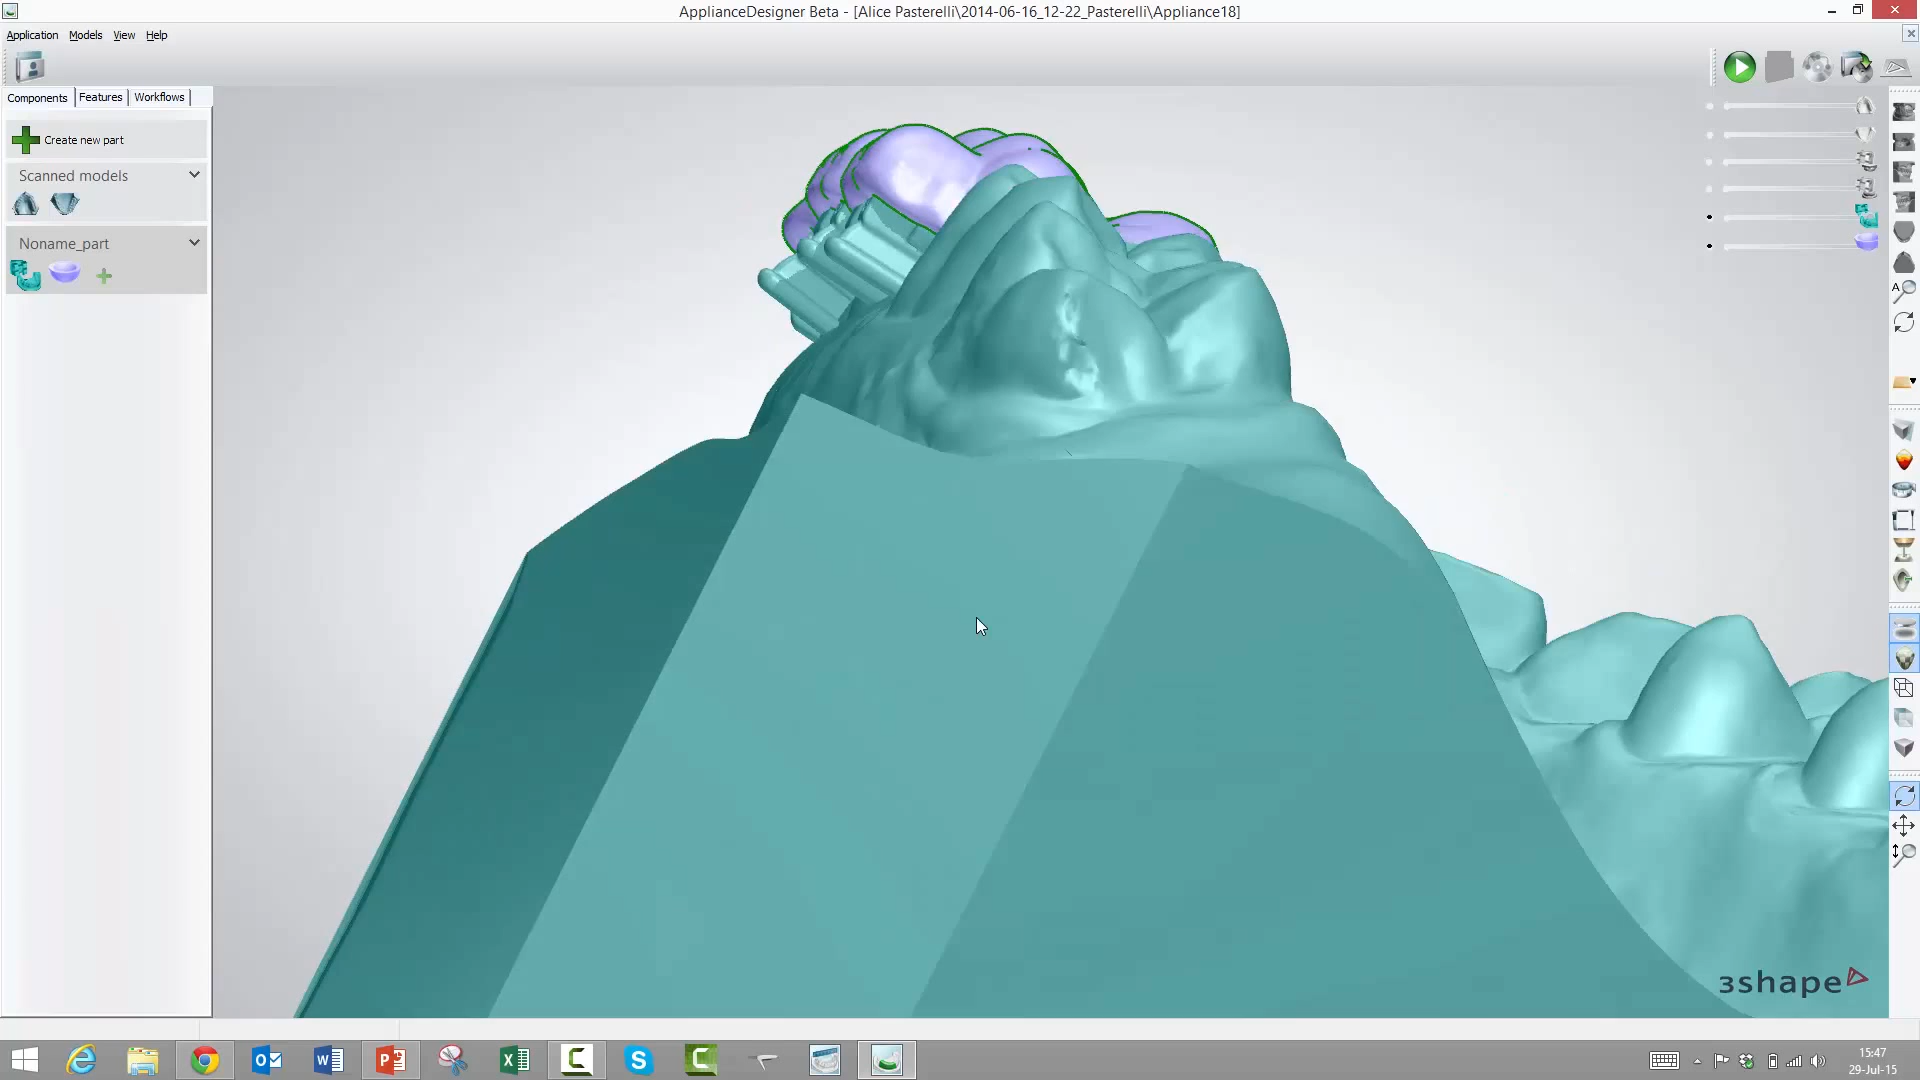 ApplianceDesigner Beta - [Alice Pasterelli\2014-06-16_12-22_Pasterelli\Appliance18]
Application Models View Help
Components Features Workflows
Create new part
Scanned models
Noname_part
A
3shape
15:47
29-Jul-15